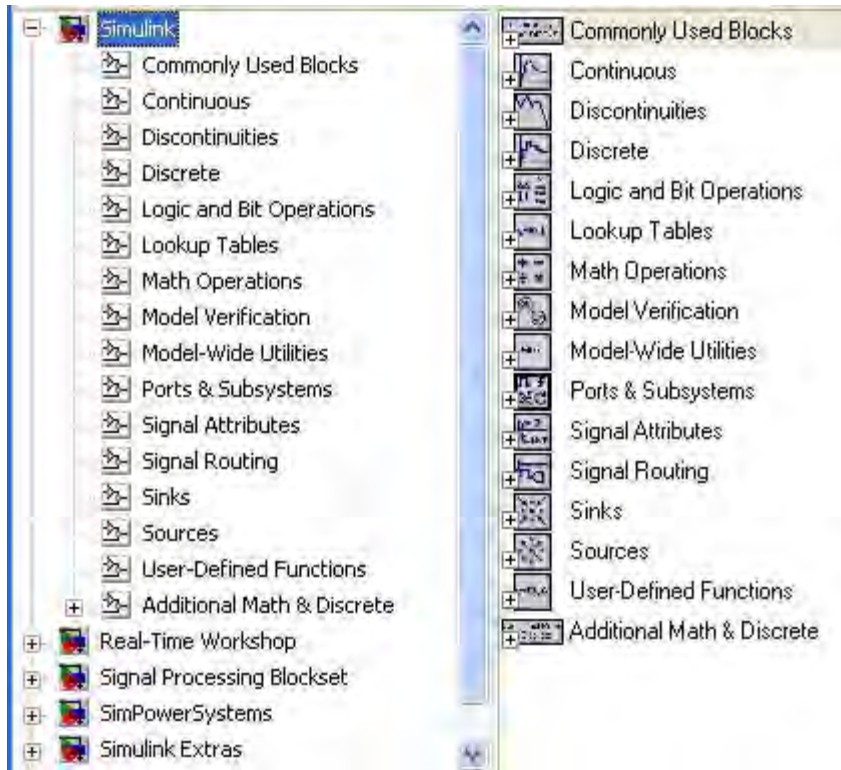 Simulink
Commonly Used Blocks
Continuous
Discontinuities
Discrete
Logic and Bit Operations
Lookup Tables
Math Operations
Model Verification
Model-Wide Utilities
Ports & Subsystems
Signal Attributes
Signal Routing
Sinks
Sources
User-Defined Functions
Additional Math & Discrete
Real-Time Workshop
Signal Processing Blockset
SimPowerSystems
Simulink Extras
Commonly Used Blocks
Continuous
Discontinuities
Discrete
Logic and Bit Operations
Lookup Tables
Math Operations
Model Verification
Model-Wide Utilities
Ports & Subsystems
Signal Attributes
Signal Routing
Sinks
Sources
User-Defined Functions
Additional Math & Discrete